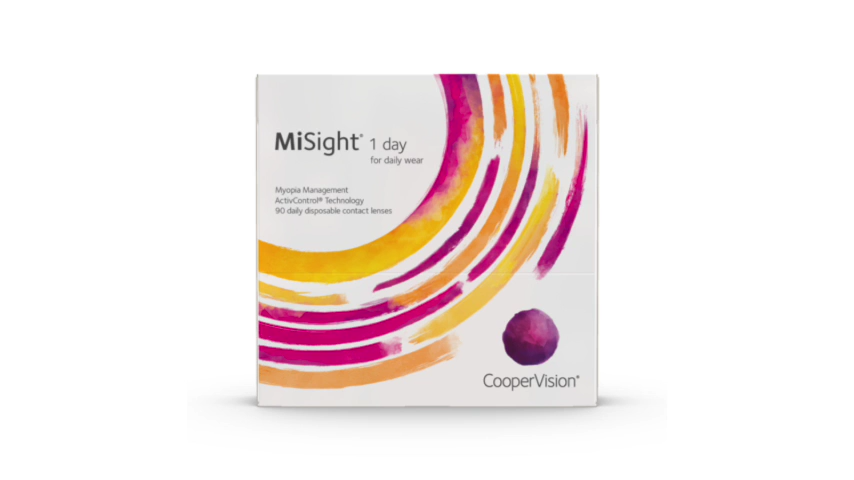 MiSight® 1 day
for daily wear
Myopia Management
ActivControl® Technology
90 daily disposable contact lenses
CooperVision®